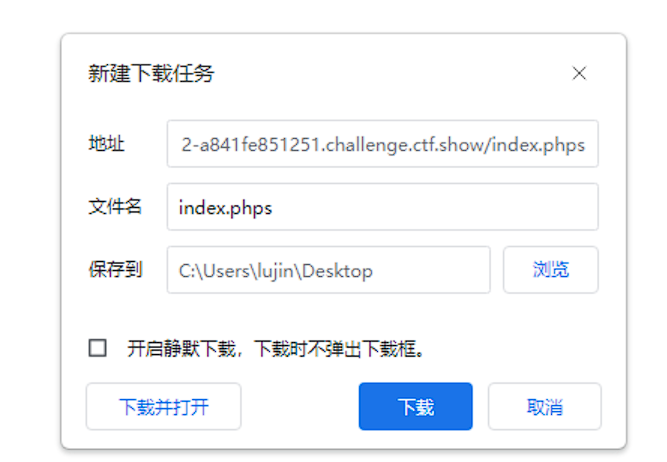 新建下载任务
地址 2-a841fe851251.challenge.ctf.show/index.phps
文件名 index.phps
保存到 C:\Users\lujin\Desktop 浏览
开启静默下载，下载时不弹出下载框。
下载并打开 下载 取消